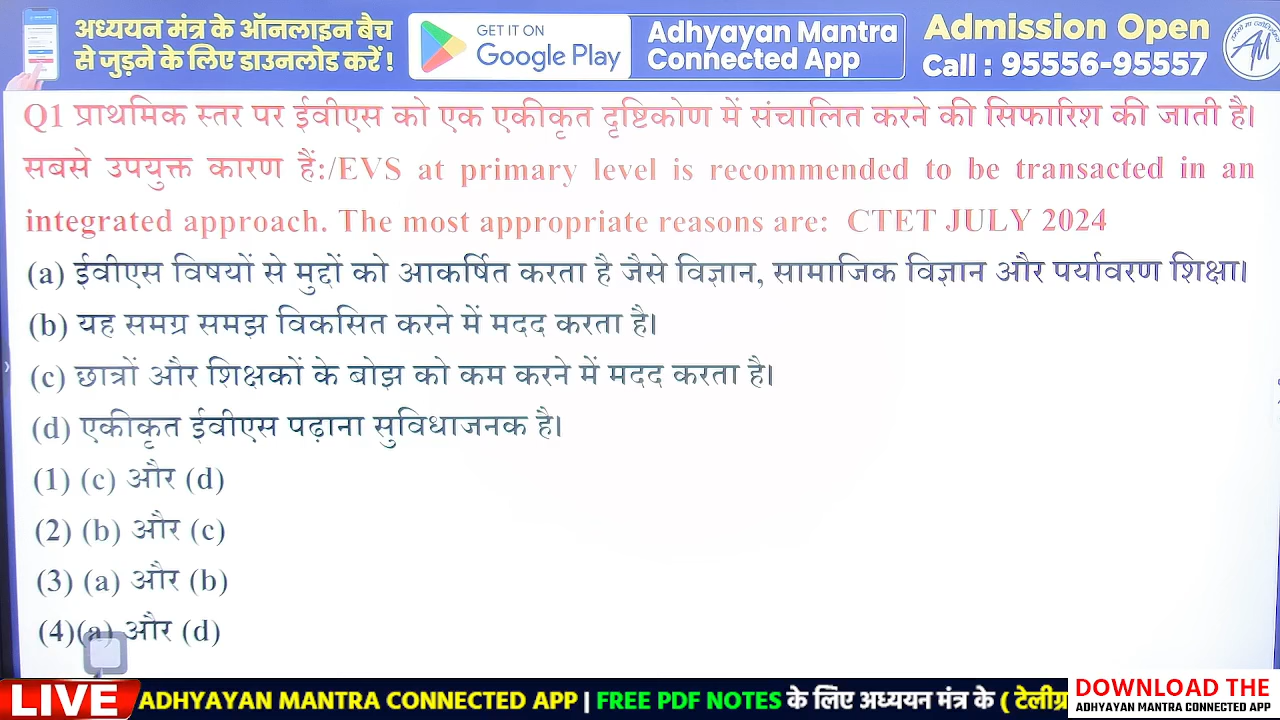 अध्ययन मंत्र के ऑनलाइन बैच
से जुड़ने के लिए डाउनलोड करें !
GET IT ON
Google Play
Adhyayan Mantra
Connected App
Admission Open
Call : 95556-95557
Q1 प्राथमिक स्तर पर ईवीएस को एक एकीकृत दृष्टिकोण में संचालित करने की सिफारिश की जाती है।
सबसे उपयुक्त कारण हैं:/EVS at primary level is recommended to be transacted in an
integrated approach. The most appropriate reasons are: CTET JULY 2024
(a) ईवीएस विषयों से मुद्दों को आकर्षित करता है जैसे विज्ञान, सामाजिक विज्ञान और पर्यावरण शिक्षा।
(b) यह समग्र समझ विकसित करने में मदद करता है।
(c) छात्रों और शिक्षकों के बोझ को कम करने में मदद करता है।
(d) एकीकृत ईवीएस पढ़ाना सुविधाजनक है।
(1) (c) और (d)
(2) (b) और (c)
(3) (a) और (b)
(4)(a) और (d)
LIVE
ADHYAYAN MANTRA CONNECTED APP | FREE PDF NOTES के लिए अध्ययन मंत्र के ( टेलीग्र
DOWNLOAD THE
ADHYAYAN MANTRA CONNECTED APP